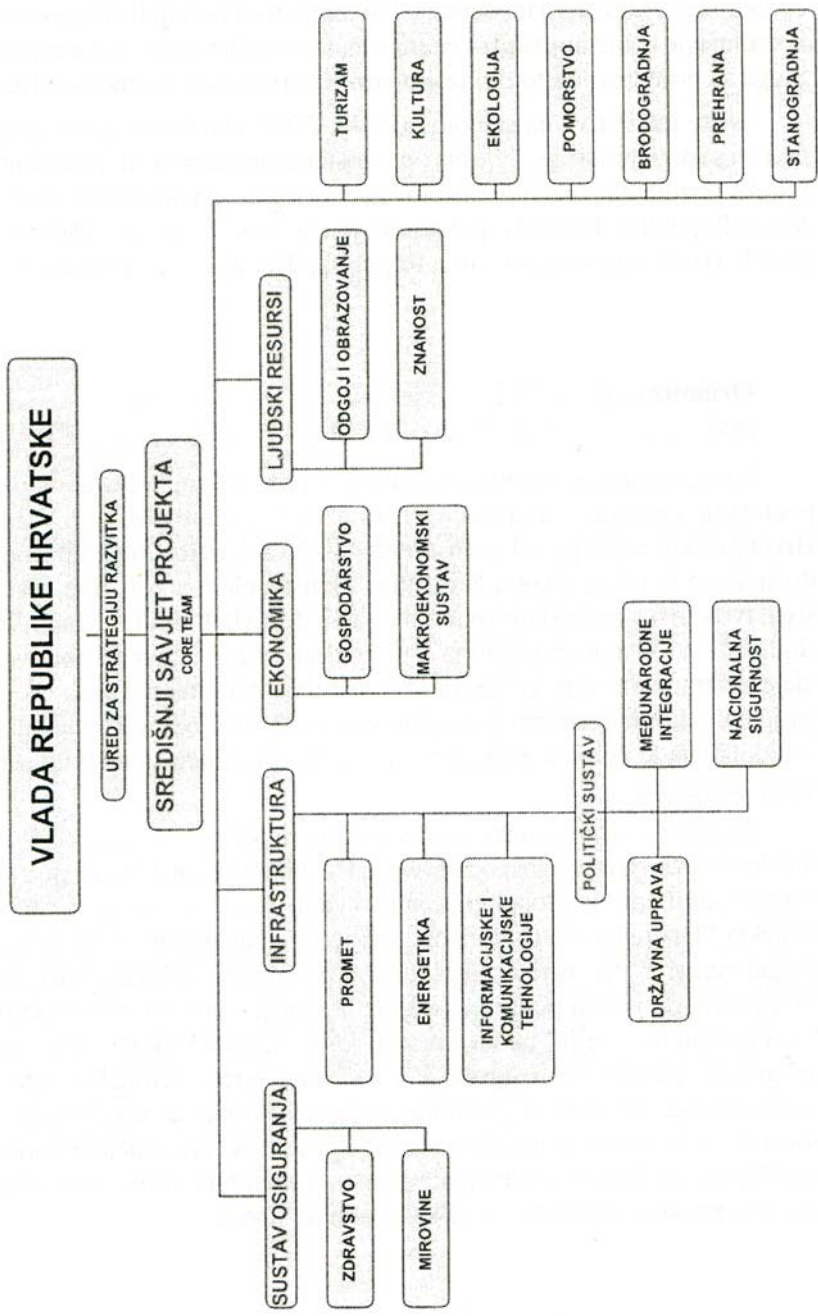 VLADA REPUBLIKE HRVATSKE
URED ZA STRATEGIJU RAZVITKA
SREDIŠNJI SAVJET PROJEKTA
CORE TEAM
SUSTAV OSIGURANJA
ZDRAVSTVO
MIROVINE
INFRASTRUKTURA
PROMET
ENERGETIKA
INFORMACIJSKE I
KOMUNIKACIJSKE
TEHNOLOGIJE
POLITIČKI SUSTAV
DRŽAVNA UPRAVA
MEĐUNARODNE
INTEGRACIJE
NACIONALNA
SIGURNOST
EKONOMIKA
GOSPODARSTVO
MAKROEKONOMSKI
SUSTAV
LJUDSKI RESURSI
ODGOJ I OBRAZOVANJE
ZNANOST
TURIZAM
KULTURA
EKOLOGIJA
POMORSTVO
BRODOGRADNJA
PREHRANA
STANOGRADNJA